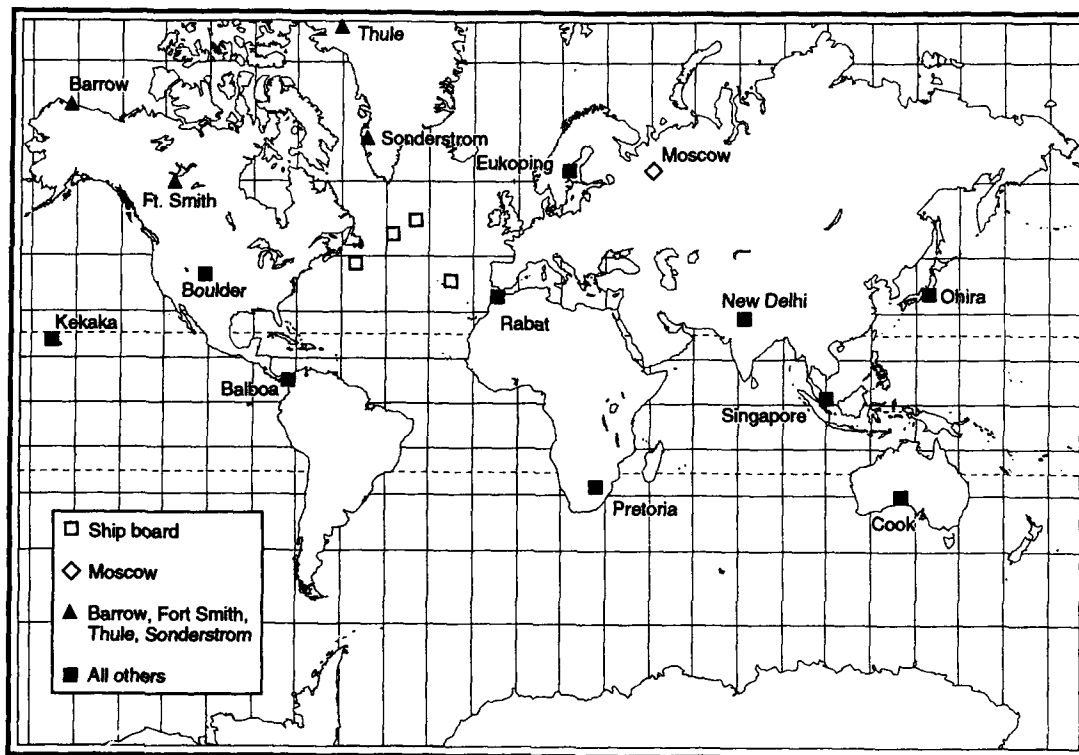 Thule
Barrow
Sonderstrom
Eukoping
Moscow
Ft. Smith
Boulder
Kekaka
Rabat
New Delhi
Ohira
Balboa
Singapore
Pretoria
Cook
Ship board
Moscow
Barrow, Fort Smith,
Thule, Sonderstrom
All others